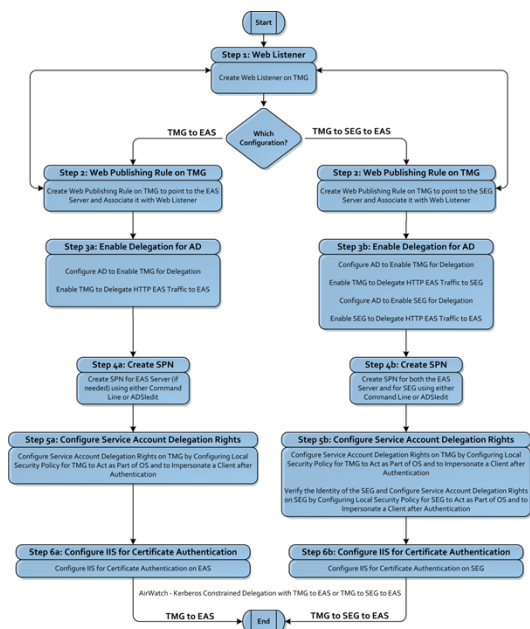 Start
Step 1: Web Listener
Create Web Listener on TMG
Which
Configuration?
TMG to EAS
TMG to SEG to EAS
Step 2: Web Publishing Rule on TMG
Create Web Publishing Rule on TMG to point to the EAS
Server and Associate it with Web Listener
Step 2: Web Publishing Rule on TMG
Create Web Publishing Rule on TMG to point to the SEG
Server and Associate it with Web Listener
Step 3a: Enable Delegation for AD
Configure AD to Enable TMG for Delegation
Enable TMG to Delegate HTTP EAS Traffic to EAS
Step 3b: Enable Delegation for AD
Configure AD to Enable TMG for Delegation
Enable TMG to Delegate HTTP EAS Traffic to SEG
Configure AD to Enable SEG for Delegation
Enable SEG to Delegate HTTP EAS Traffic to EAS
Step 4a: Create SPN
Create SPN for EAS Server (if
needed) using either Command
Line or ADSIedit
Step 4b: Create SPN
Create SPN for both the EAS
Server and for SEG using either
Command Line or ADSIedit
Step 5a: Configure Service Account Delegation Rights
Configure Service Account Delegation Rights on TMG by Configuring Local
Security Policy for TMG to Act as Part of OS and to Impersonate a Client after
Authentication
Step 5b: Configure Service Account Delegation Rights
Configure Service Account Delegation Rights on TMG by Configuring Local
Security Policy for TMG to Act as Part of OS and to Impersonate a Client after
Authentication
Verify the Identity of the SEG and Configure Service Account Delegation Rights
on SEG by Configuring Local Security Policy for SEG to Act as Part of OS and to
Impersonate a Client after Authentication
Step 6a: Configure IIS for Certificate Authentication
Configure IIS for Certificate Authentication on EAS
Step 6b: Configure IIS for Certificate Authentication
Configure IIS for Certificate Authentication on SEG
AirWatch - Kerberos Constrained Delegation with TMG to EAS or TMG to SEG to EAS
TMG to EAS
End
TMG to SEG to EAS